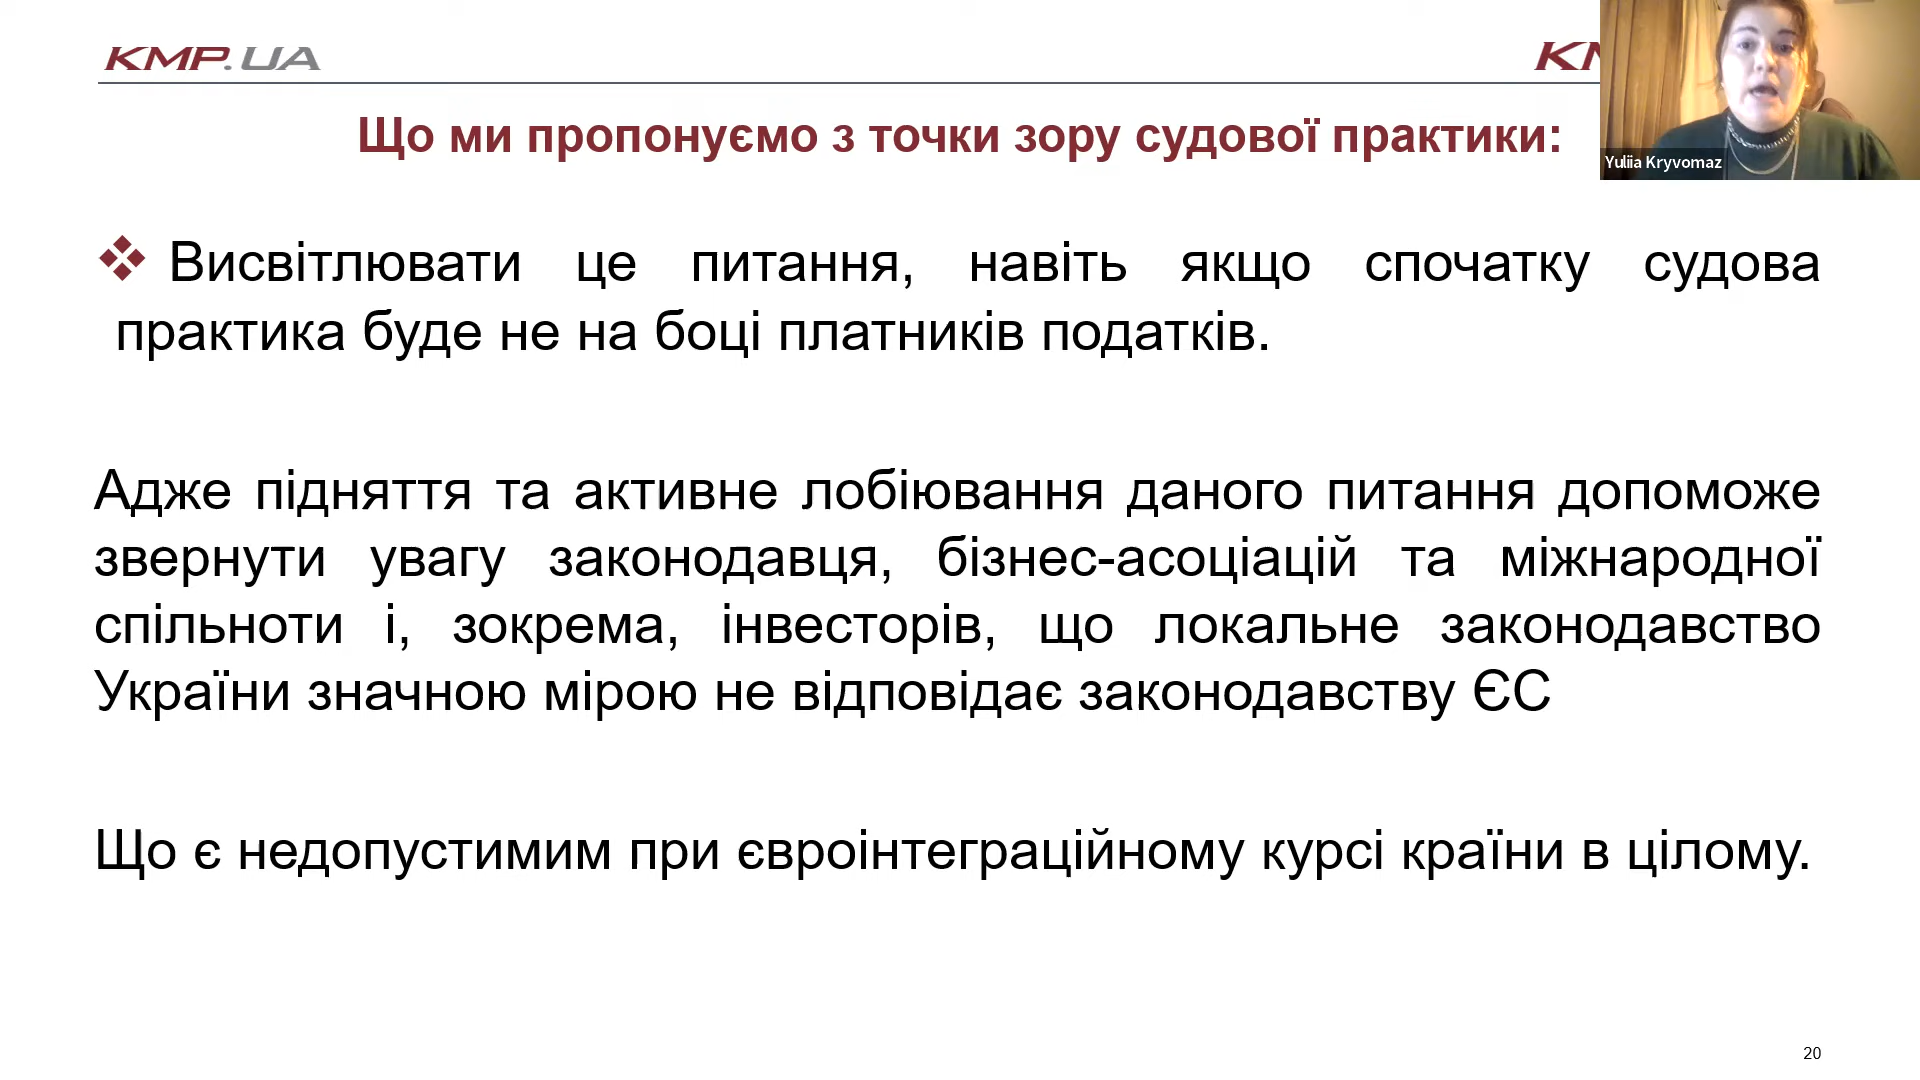 KMP.UA
Що ми пропонуємо з точки зору судової практики:
Yuliia Kryvomaz
❖ Висвітлювати це питання, навіть якщо спочатку судова
практика буде не на боці платників податків.
Адже підняття та активне лобіювання даного питання допоможе
звернути увагу законодавця, бізнес-асоціацій та міжнародної
спільноти і, зокрема, інвесторів, що локальне законодавство
України значною мірою не відповідає законодавству ЄС
Що є недопустимим при євроінтеграційному курсі країни в цілому.
20